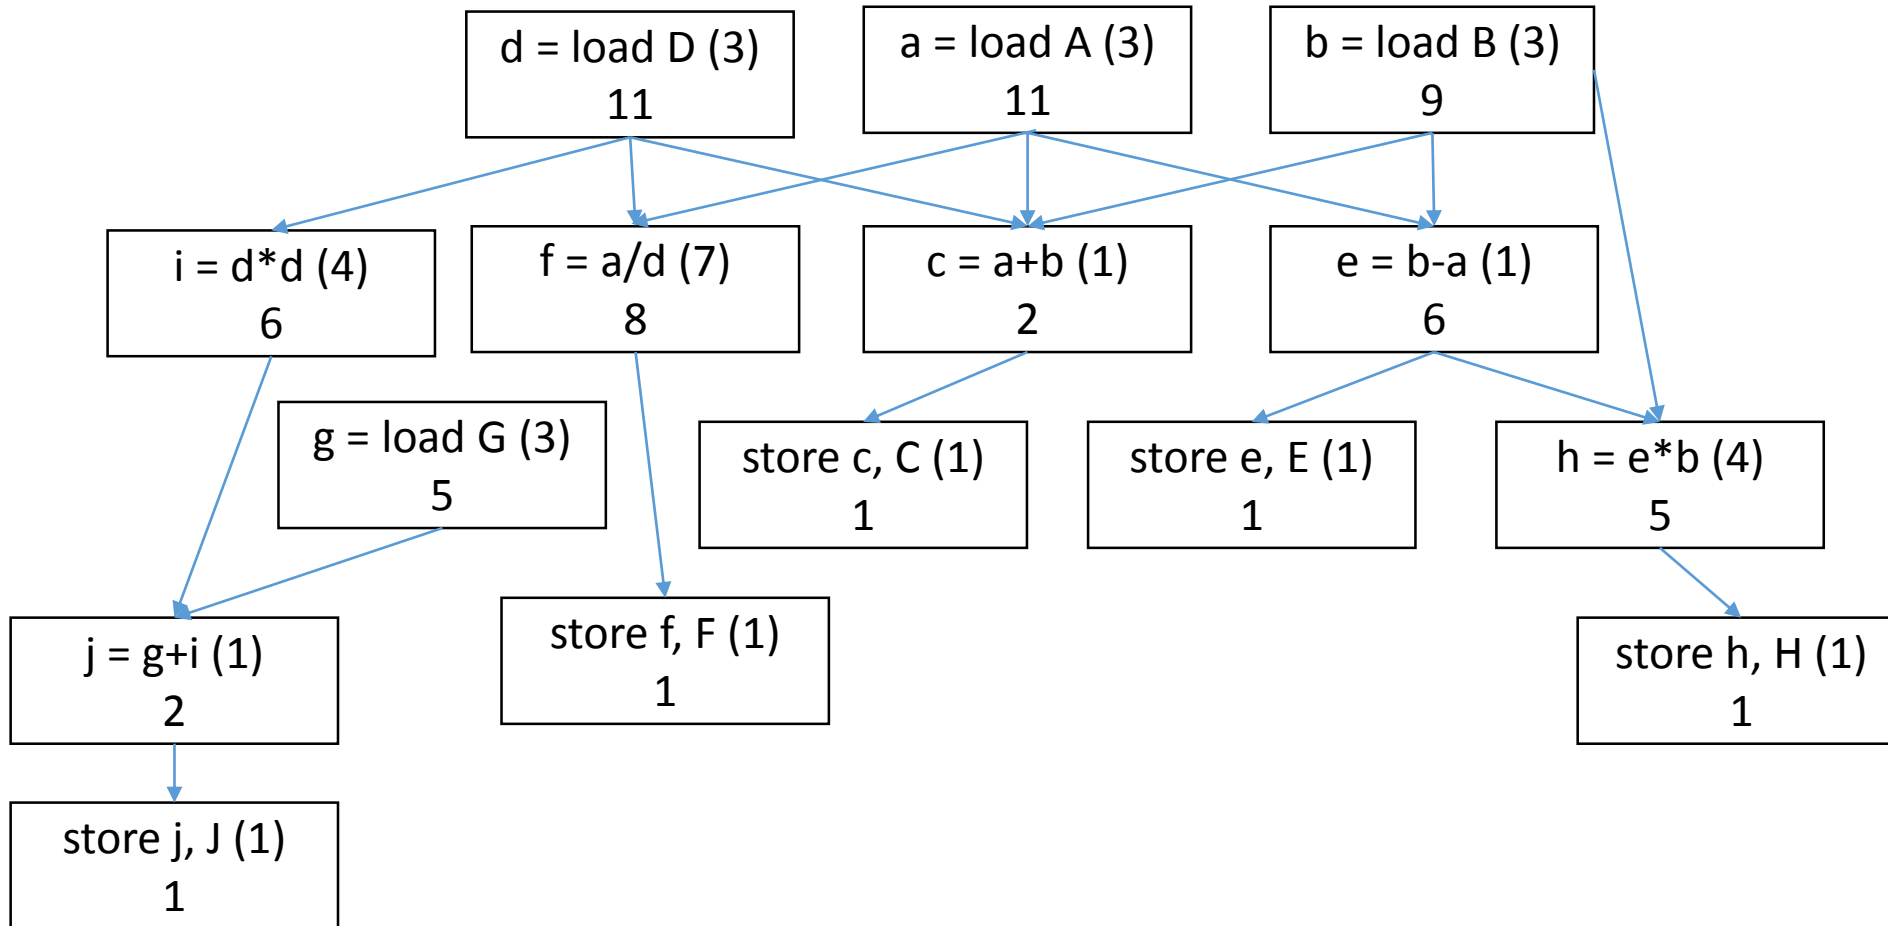 d = load D (3)
11
a = load A (3)
11
b = load B (3)
9
i = d*d (4)
6
f = a/d (7)
8
c = a+b (1)
2
e = b-a (1)
6
g = load G (3)
5
store c, C (1)
1
store e, E (1)
1
h = e*b (4)
5
j = g+i (1)
2
store f, F (1)
1
store h, H (1)
1
store j, J (1)
1